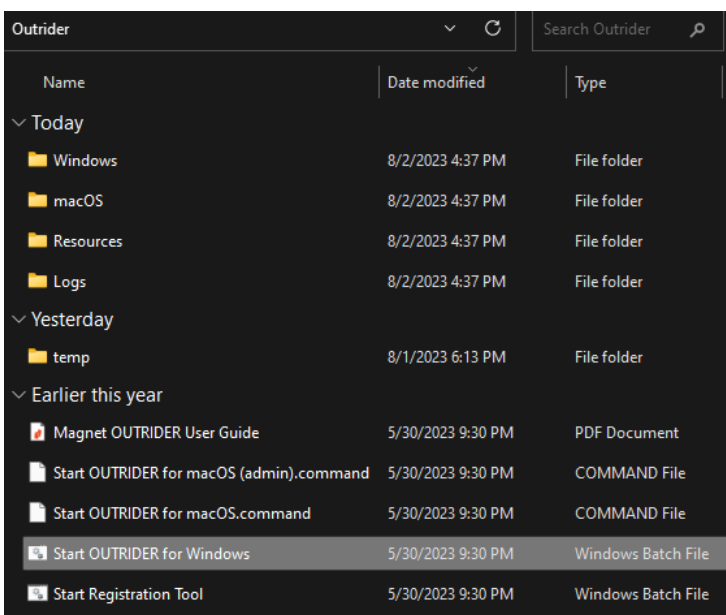 Outrider Search Outrider
Name Date modified Type
Today
Windows 8/2/2023 4:37 PM File folder
macOS 8/2/2023 4:37 PM File folder
Resources 8/2/2023 4:37 PM File folder
Logs 8/2/2023 4:37 PM File folder
Yesterday
temp 8/1/2023 6:13 PM File folder
Earlier this year
Magnet OUTRIDER User Guide 5/30/2023 9:30 PM PDF Document
Start OUTRIDER for macOS (admin).command 5/30/2023 9:30 PM COMMAND File
Start OUTRIDER for macOS.command 5/30/2023 9:30 PM COMMAND File
Start OUTRIDER for Windows 5/30/2023 9:30 PM Windows Batch File
Start Registration Tool 5/30/2023 9:30 PM Windows Batch File